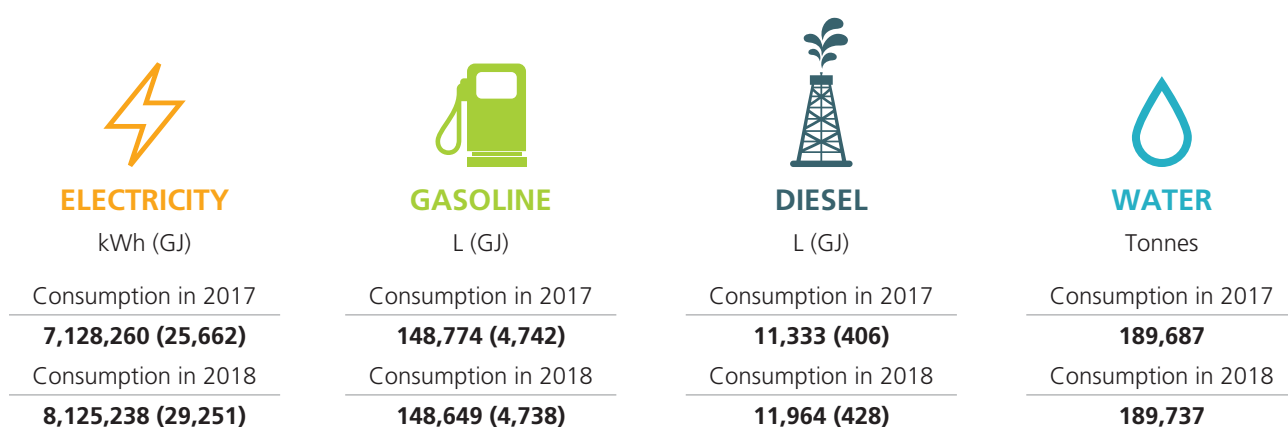 ELECTRICITY
kWh (GJ)
Consumption in 2017
7,128,260 (25,662)
Consumption in 2018
8,125,238 (29,251)
GASOLINE
L (GJ)
Consumption in 2017
148,774 (4,742)
Consumption in 2018
148,649 (4,738)
DIESEL
L (GJ)
Consumption in 2017
11,333 (406)
Consumption in 2018
11,964 (428)
WATER
Tonnes
Consumption in 2017
189,687
Consumption in 2018
189,737